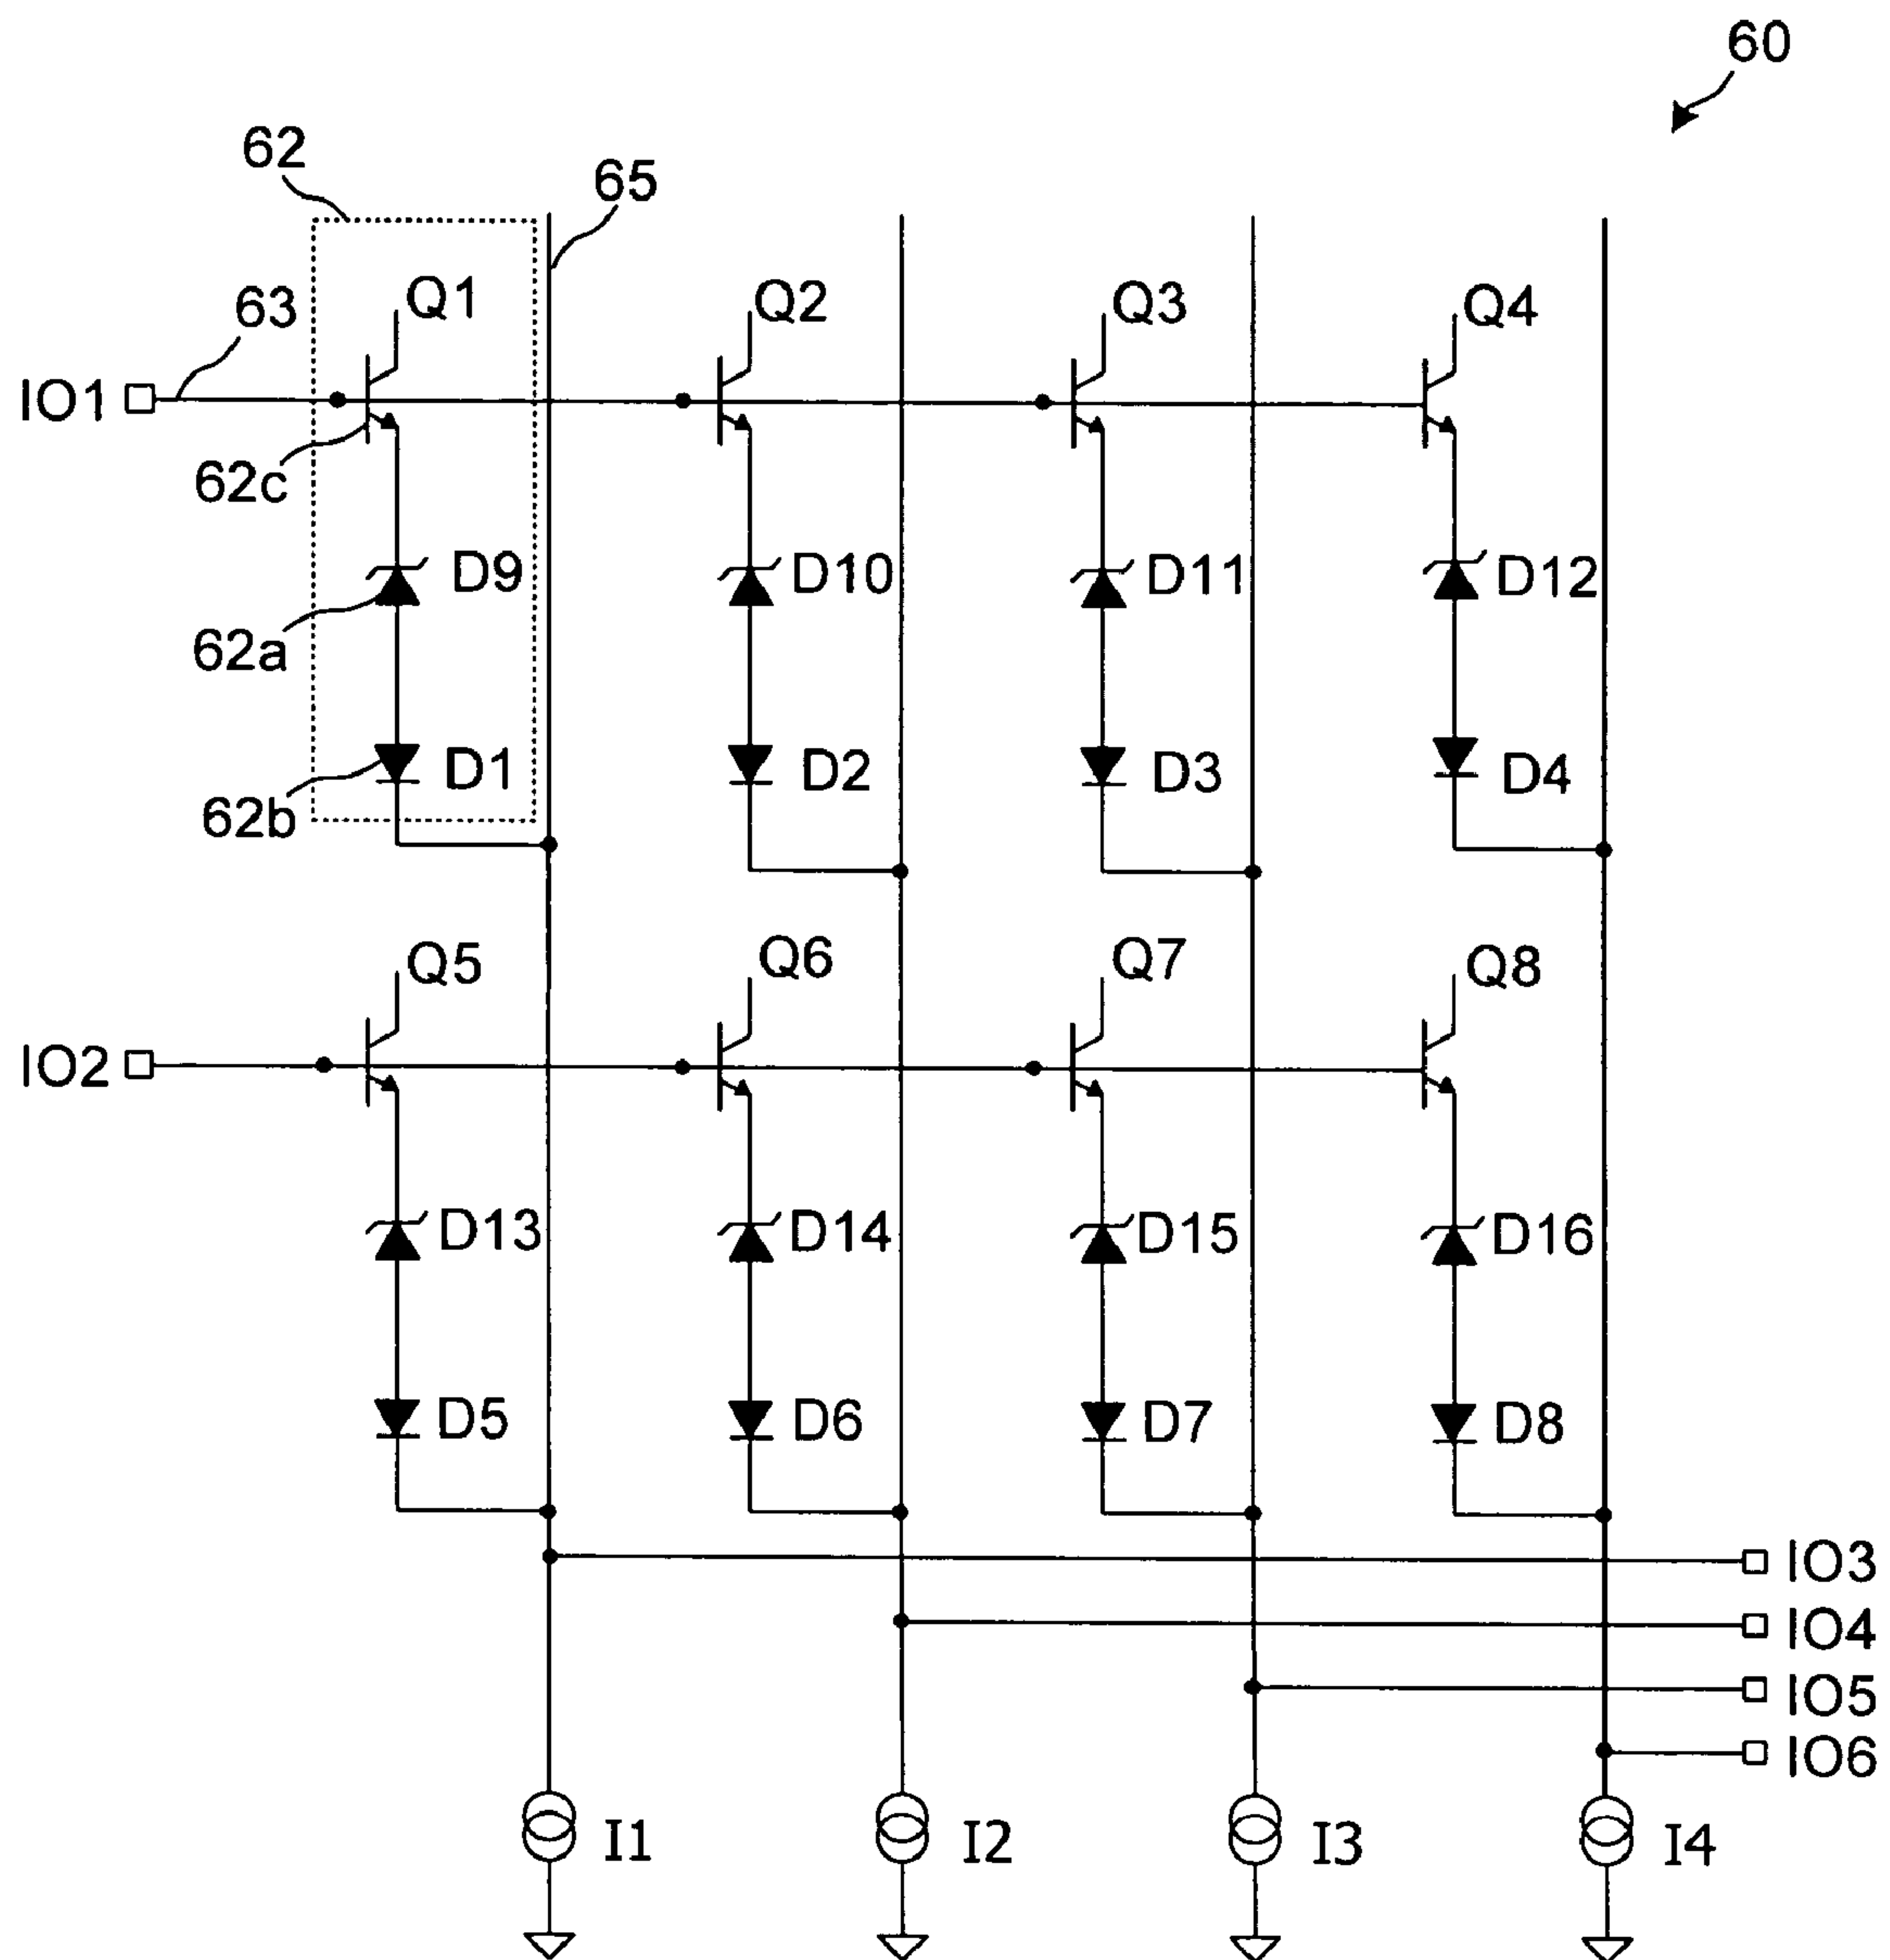 60
62
65
Q1
Q2
Q3
Q4
63
IO1
62c
D9
D10
D11
D12
62a
D1
D2
D3
D4
62b
Q5
Q6
Q7
Q8
IO2
D13
D14
D15
D16
D5
D6
D7
D8
IO3
IO4
IO5
IO6
I1
I2
I3
I4